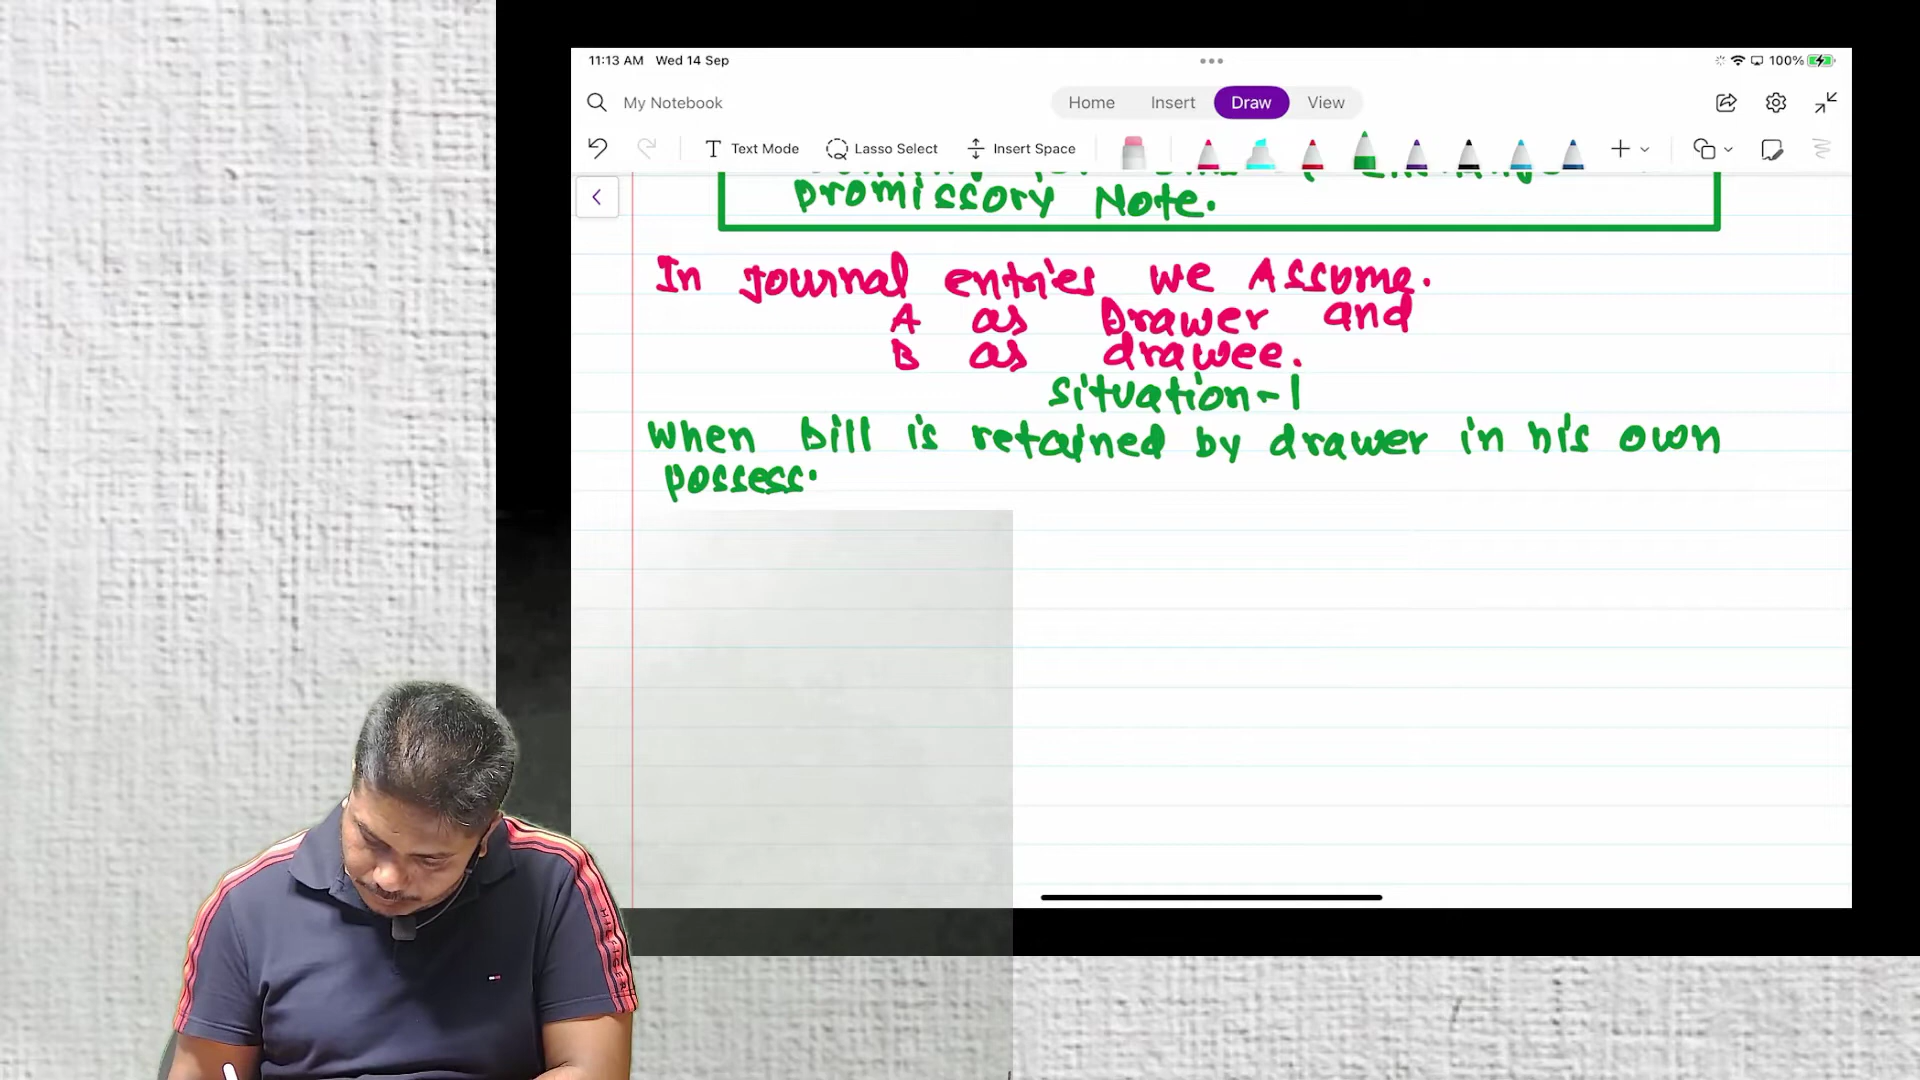 11:13 AM Wed 14 Sep
100%
My Notebook
Home Insert Draw View
Text Mode Lasso Select Insert Space
promissory Note.
In Journal entries we Assume.
A as Drawer and
B as drawee.
situation-1
When bill is retained by drawer in his own
possess.